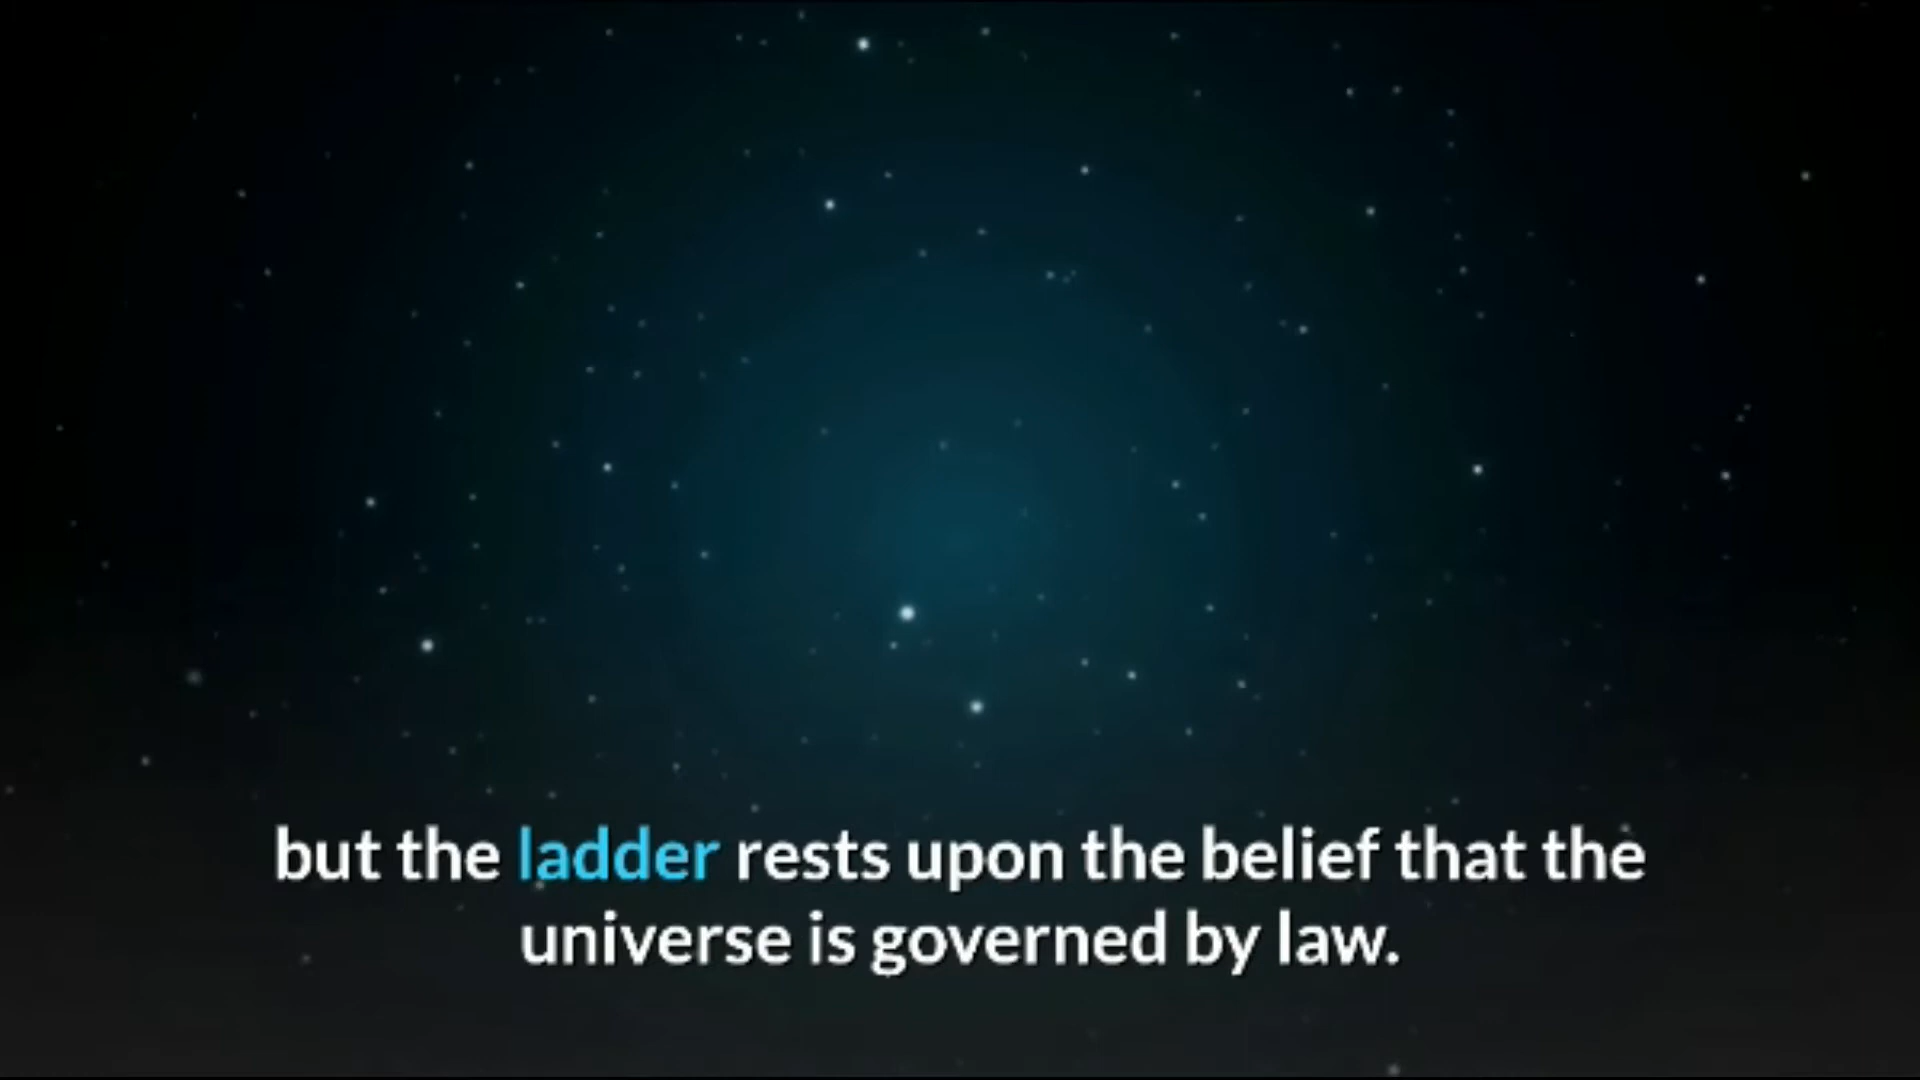 but the ladder rests upon the belief that the
universe is governed by law.